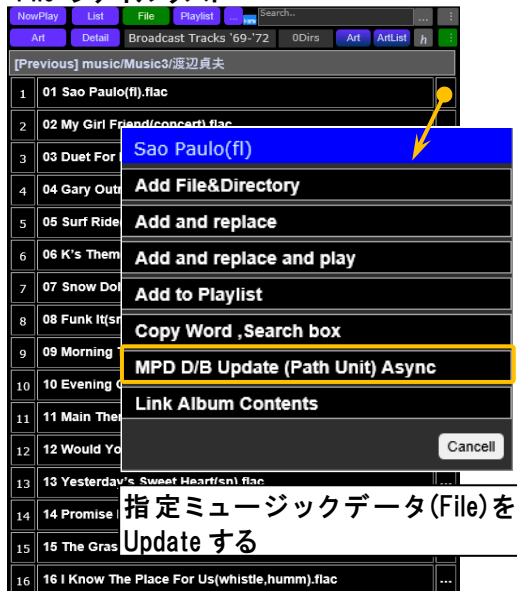 NowPlay List File Playlist ... Search.. ... ⋮
Art Detail Broadcast Tracks '69-'72 0Dirs Art ArtList h ⋮
[Previous] music/Music3/渡辺貞夫
1 01 Sao Paulo(fl).flac
2 02 My Girl Friend(concert).flac
3 03 Duet For
4 04 Gary
5 05 Surf Ride
6 06 K's Them
7 07 Snow Dol
8 08 Funk It(s
9 09 Morning
10 10 Evening
11 11 Main The
12 12 Would Yo
Sao Paulo(fl)
Add File&Directory
Add and replace
Add and replace and play
Add to Playlist
Copy Word ,Search box
MPD D/B Update (Path Unit) Async
Link Album Contents
Cancell
13 13 Yesterday's Sweet Heart(sn).flac ...
14 14 Promise
15 15 The Gras
指定ミュージックデータ(File)を
Update する
16 16 I Know The Place For Us(whistle,humm).flac ...